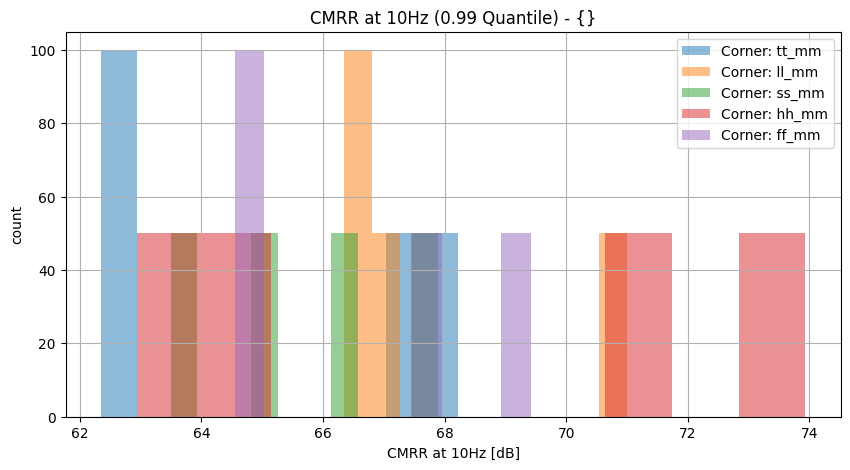 CMRR at 10Hz (0.99 Quantile) - {}
Corner: tt_mm
Corner: ll_mm
Corner: ss_mm
Corner: hh_mm
Corner: ff_mm
count
100
80
60
40
20
0
62 64 66 68 70 72 74
CMRR at 10Hz [dB]